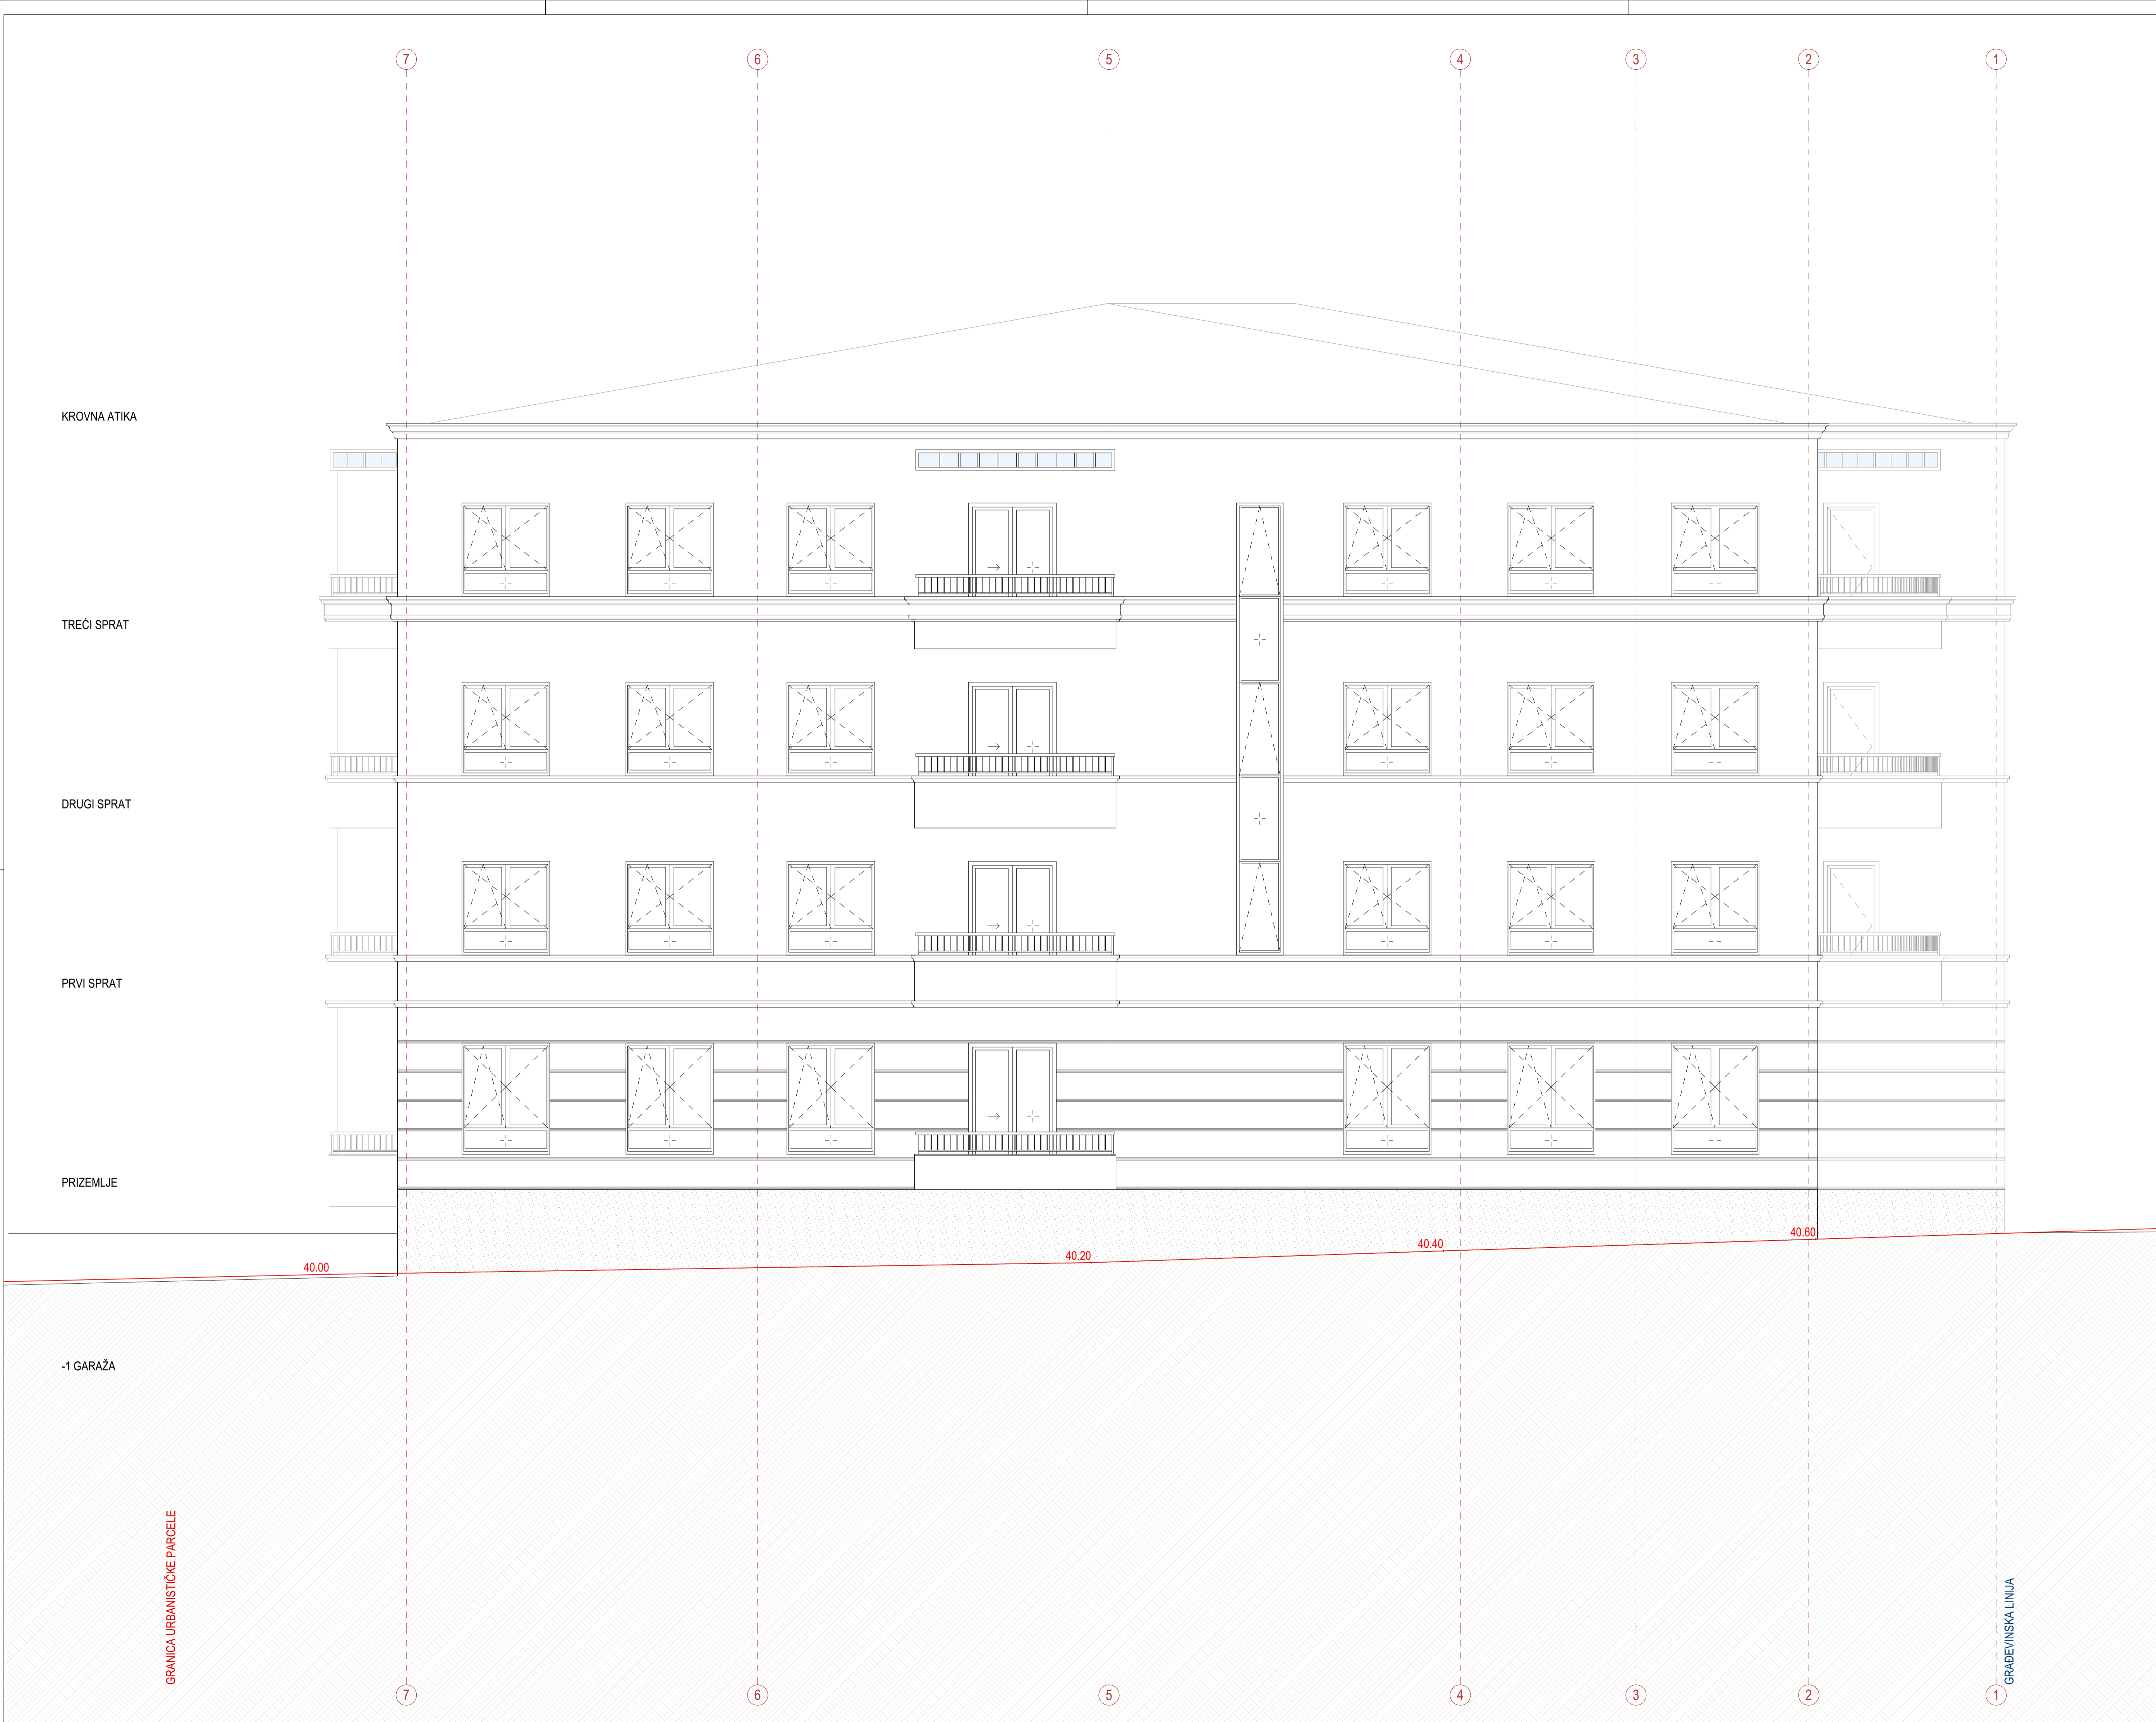 7 6 5 4 3 2 1
KROVNA ATIKA
TREĆI SPRAT
DRUGI SPRAT
PRVI SPRAT
PRIZEMLJE
40.60
40.40
40.20
40.00
-1 GARAŽA
GRANICA URBANISTIČKE PARCELE
GRAĐEVINSKA LINIJA
7 6 5 4 3 2 1